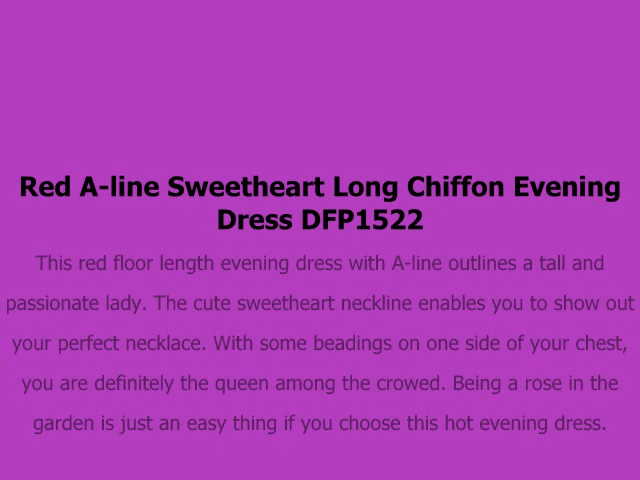 Red A-line Sweetheart Long Chiffon Evening
Dress DFP1522
This red floor length evening dress with A-line outlines a tall and
passionate lady. The cute sweetheart neckline enables you to show out
your perfect necklace. With some beadings on one side of your chest,
you are definitely the queen among the crowed. Being a rose in the
garden is just an easy thing if you choose this hot evening dress.